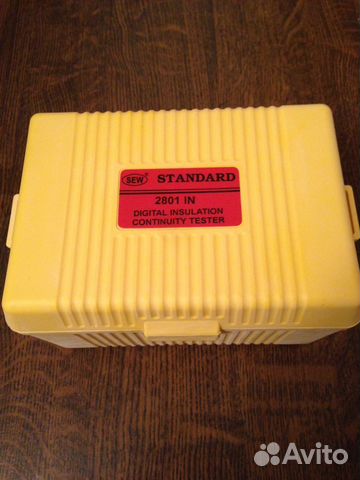 SEW STANDARD
2801 IN
DIGITAL INSULATION
CONTINUITY TESTER
Avito